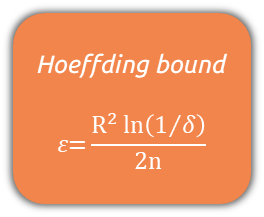 Hoeffding bound
ε= R² ln(1/δ) / 2n